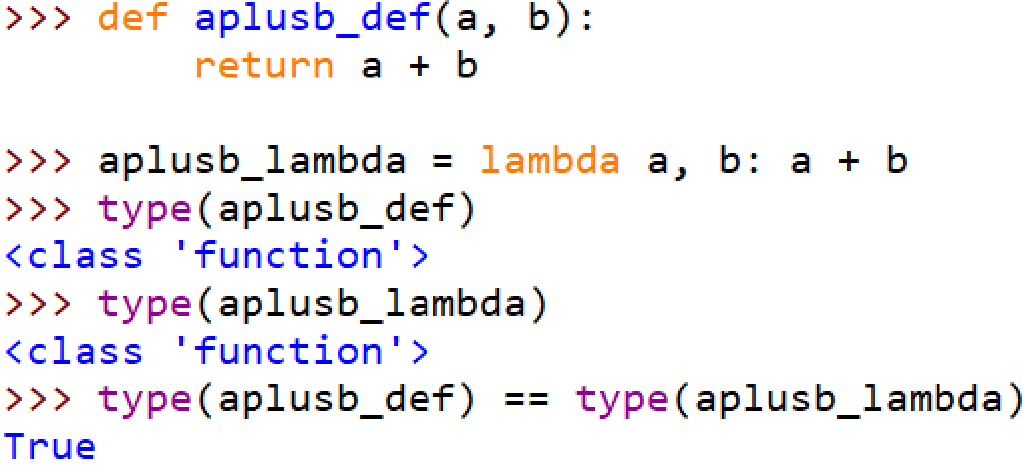 >>> def aplusb_def(a, b):
        return a + b
>>> aplusb_lambda = lambda a, b: a + b
>>> type(aplusb_def)
<class 'function'>
>>> type(aplusb_lambda)
<class 'function'>
>>> type(aplusb_def) == type(aplusb_lambda)
True